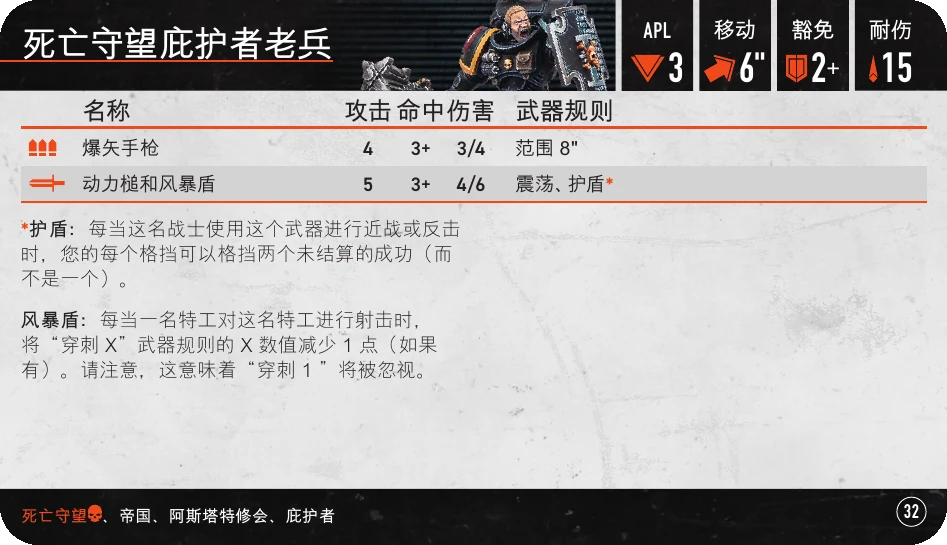 死亡守望庇护者老兵
APL 移动 豁免 耐伤
3 6" 2+ 15
名称 攻击 命中 伤害 武器规则
爆矢手枪 4 3+ 3/4 范围 8"
动力槌和风暴盾 5 3+ 4/6 震荡、护盾*
*护盾：每当这名战士使用这个武器进行近战或反击
时，您的每个格挡可以格挡两个未结算的成功（而
不是一个）。
风暴盾：每当一名特工对这名特工进行射击时，
将“穿刺 X”武器规则的 X 数值减少 1 点（如果
有）。请注意，这意味着“穿刺 1 ”将被忽视。
死亡守望、帝国、阿斯塔特修会、庇护者
32